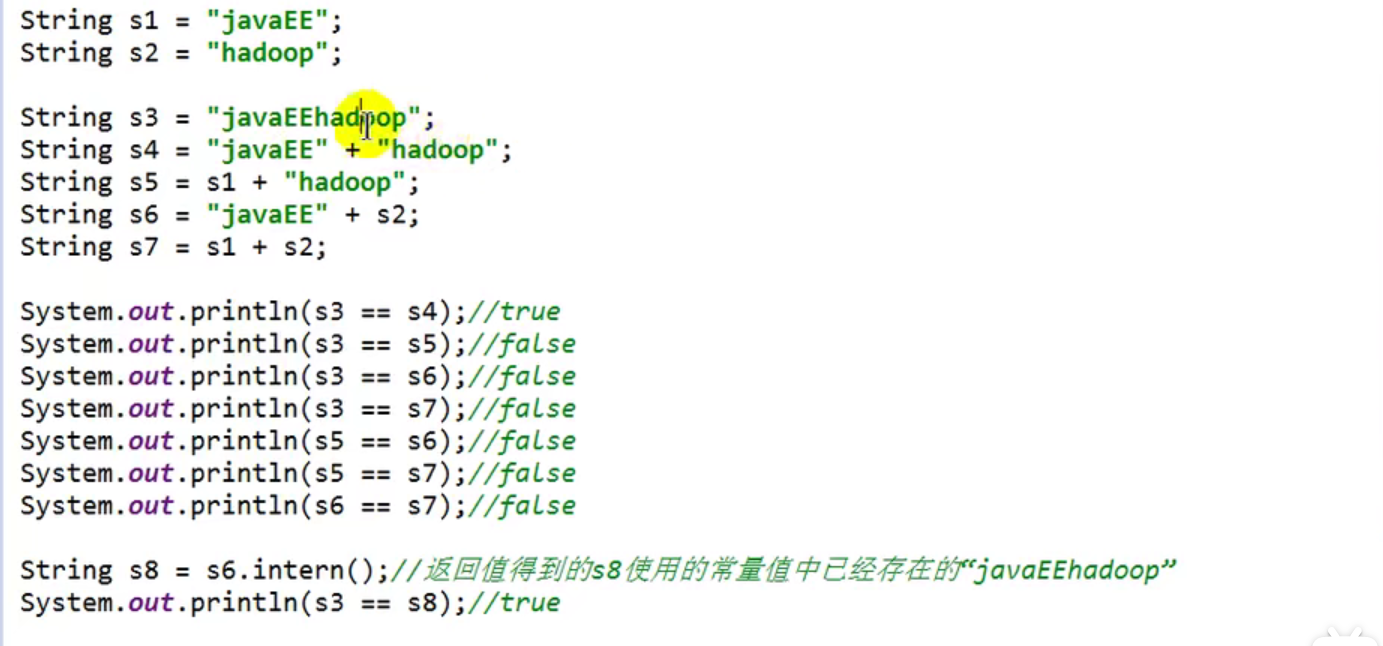 String s1 = "javaEE";
String s2 = "hadoop";
String s3 = "javaEEhadoop";
String s4 = "javaEE" + "hadoop";
String s5 = s1 + "hadoop";
String s6 = "javaEE" + s2;
String s7 = s1 + s2;
System.out.println(s3 == s4);//true
System.out.println(s3 == s5);//false
System.out.println(s3 == s6);//false
System.out.println(s3 == s7);//false
System.out.println(s5 == s6);//false
System.out.println(s5 == s7);//false
System.out.println(s6 == s7);//false
String s8 = s6.intern();//返回值得到的s8使用的常量值中已经存在的“javaEEhadoop”
System.out.println(s3 == s8);//true